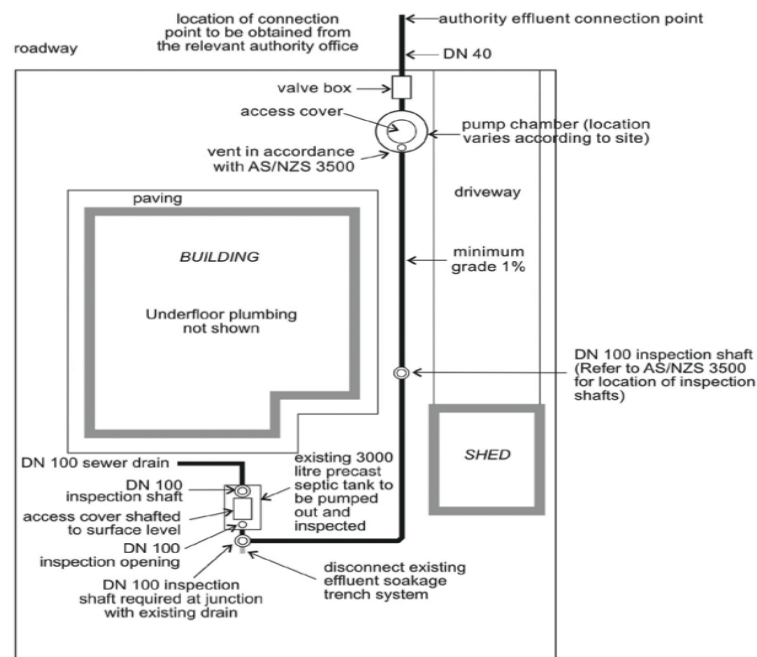 location of connection
point to be obtained from
the relevant authority office
authority effluent connection point
roadway
DN 40
valve box
access cover
pump chamber (location
varies according to site)
vent in accordance
with AS/NZS 3500
paving
driveway
BUILDING
minimum
grade 1%
Underfloor plumbing
not shown
DN 100 inspection shaft
(Refer to AS/NZS 3500
for location of inspection
shafts)
SHED
DN 100 sewer drain
existing 3000
litre precast
septic tank to
be pumped
out and
inspected
DN 100
inspection shaft
access cover shafted
to surface level
DN 100
inspection opening
DN 100 inspection
shaft required at junction
with existing drain
disconnect existing
effluent soakage
trench system